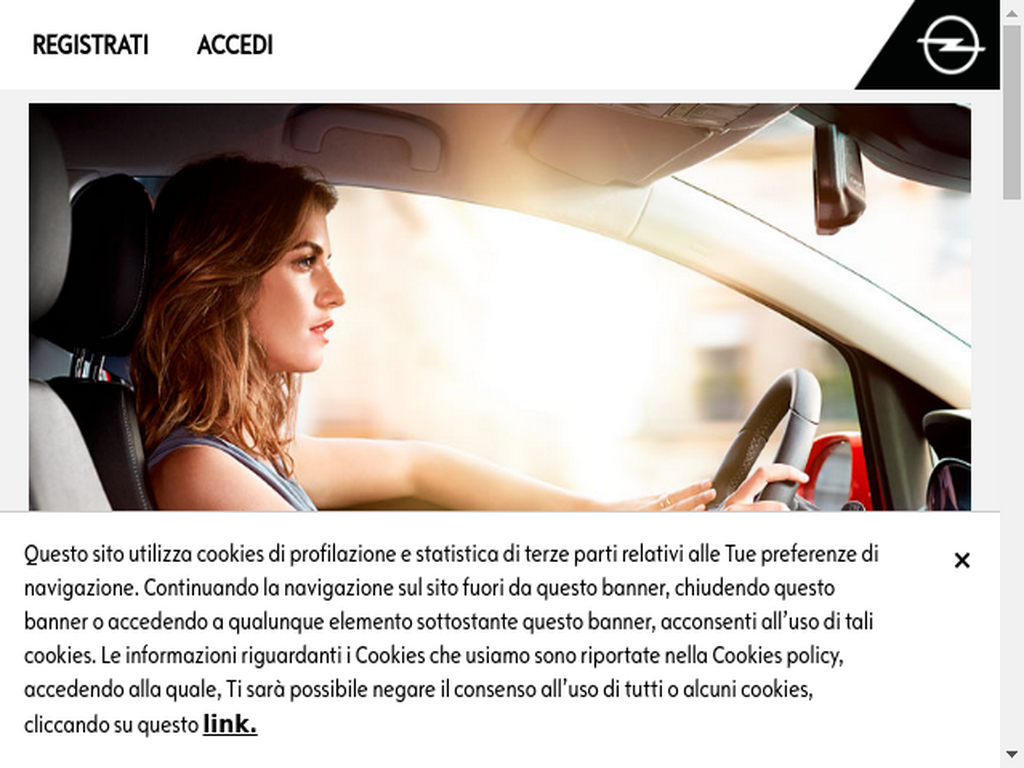 REGISTRATI ACCEDI
Questo sito utilizza cookies di profilazione e statistica di terze parti relativi alle Tue preferenze di
navigazione. Continuando la navigazione sul sito fuori da questo banner, chiudendo questo
banner o accedendo a qualunque elemento sottostante questo banner, acconsenti all'uso di tali
cookies. Le informazioni riguardanti i Cookies che usiamo sono riportate nella Cookies policy,
accedendo alla quale, Ti sarà possibile negare il consenso all'uso di tutti o alcuni cookies,
cliccando su questo link.